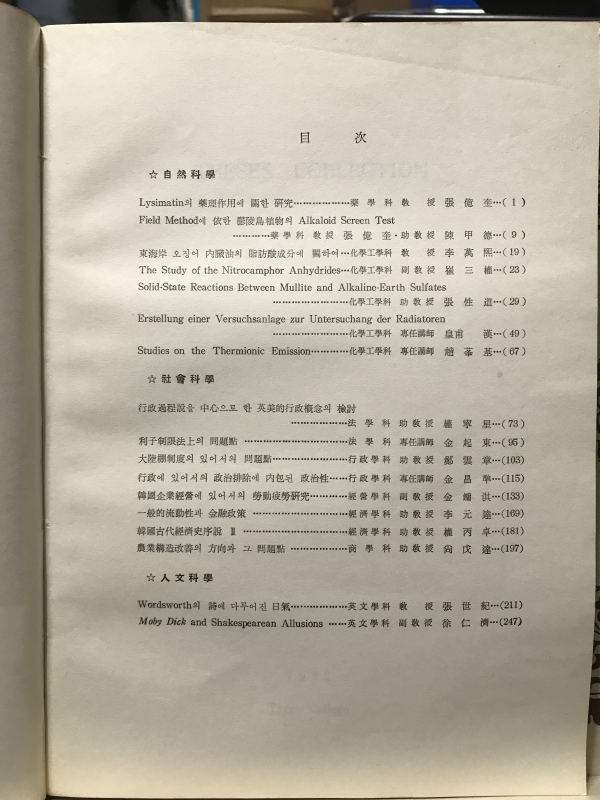 目 次
☆自然科學
Lysimatin의 藥理作用에 關한 硏究………………藥 學 科 敎 授 張 億 奎…( 1 )
Field Method에 依한 鬱陵島植物의 Alkaloid Screen Test
…………藥 學 科 敎 授 張 億 奎・助 敎 授 陳 甲 德…( 9 )
東海岸 오징어 內臟油의 脂肪酸成分에 關하여…化學工學科 敎 授 李 萬 熙…(19)
The Study of the Nitrocamphor Anhydrides…化學工學科 副 敎 授 崔 三 權…(23)
Solid-State Reactions Between Mullite and Alkaline-Earth Sulfates
……………………化學工學科 助 敎 授 張 性 道…(29)
Erstellung einer Versuchsanlage zur Untersuchung der Radiatoren
……………………化學工學科 專任講師 皇甫 漢…(49)
Studies on the Thermionic Emission…………化學工學科 專任講師 趙 基…(67)
☆社會科學
行政過程說을 中心으로 한 英美的行政槪念의 檢討
………………法 學 科 助 敎 授 權 寧 星…(73)
利子制限法上의 問題點 ……………………………法 學 科 專任講師 金 起 東…(95)
大陸棚制度의 있어서의 問題點……………………行政學科 助 敎 授 鄭 雲 章…(103)
行政에 있어서의 政治排除에 內包된 政治性……行政學科 專任講師 金 昌 …(115)
韓國企業經營에 있어서의 勞動疲勞硏究…………經營學科 副 敎 授 金 淇…(133)
一般的流動性과 金融政策 …………………………經濟學科 助 敎 授 李 元 達…(169)
韓國古代經濟史序說 Ⅱ ……………………………經濟學科 助 敎 授 權 丙 卓…(181)
農業構造改善의 方向과 그 問題點 ………………商 學 科 助 敎 授 戊 達…(197)
☆人文科學
Wordsworth의 詩에 다루어진 日氣………………英文學科 敎 授 張 世 紀…(211)
Moby Dick and Shakespearean Allusions ……英文學科 副 敎 授 徐 仁 濟…(247)